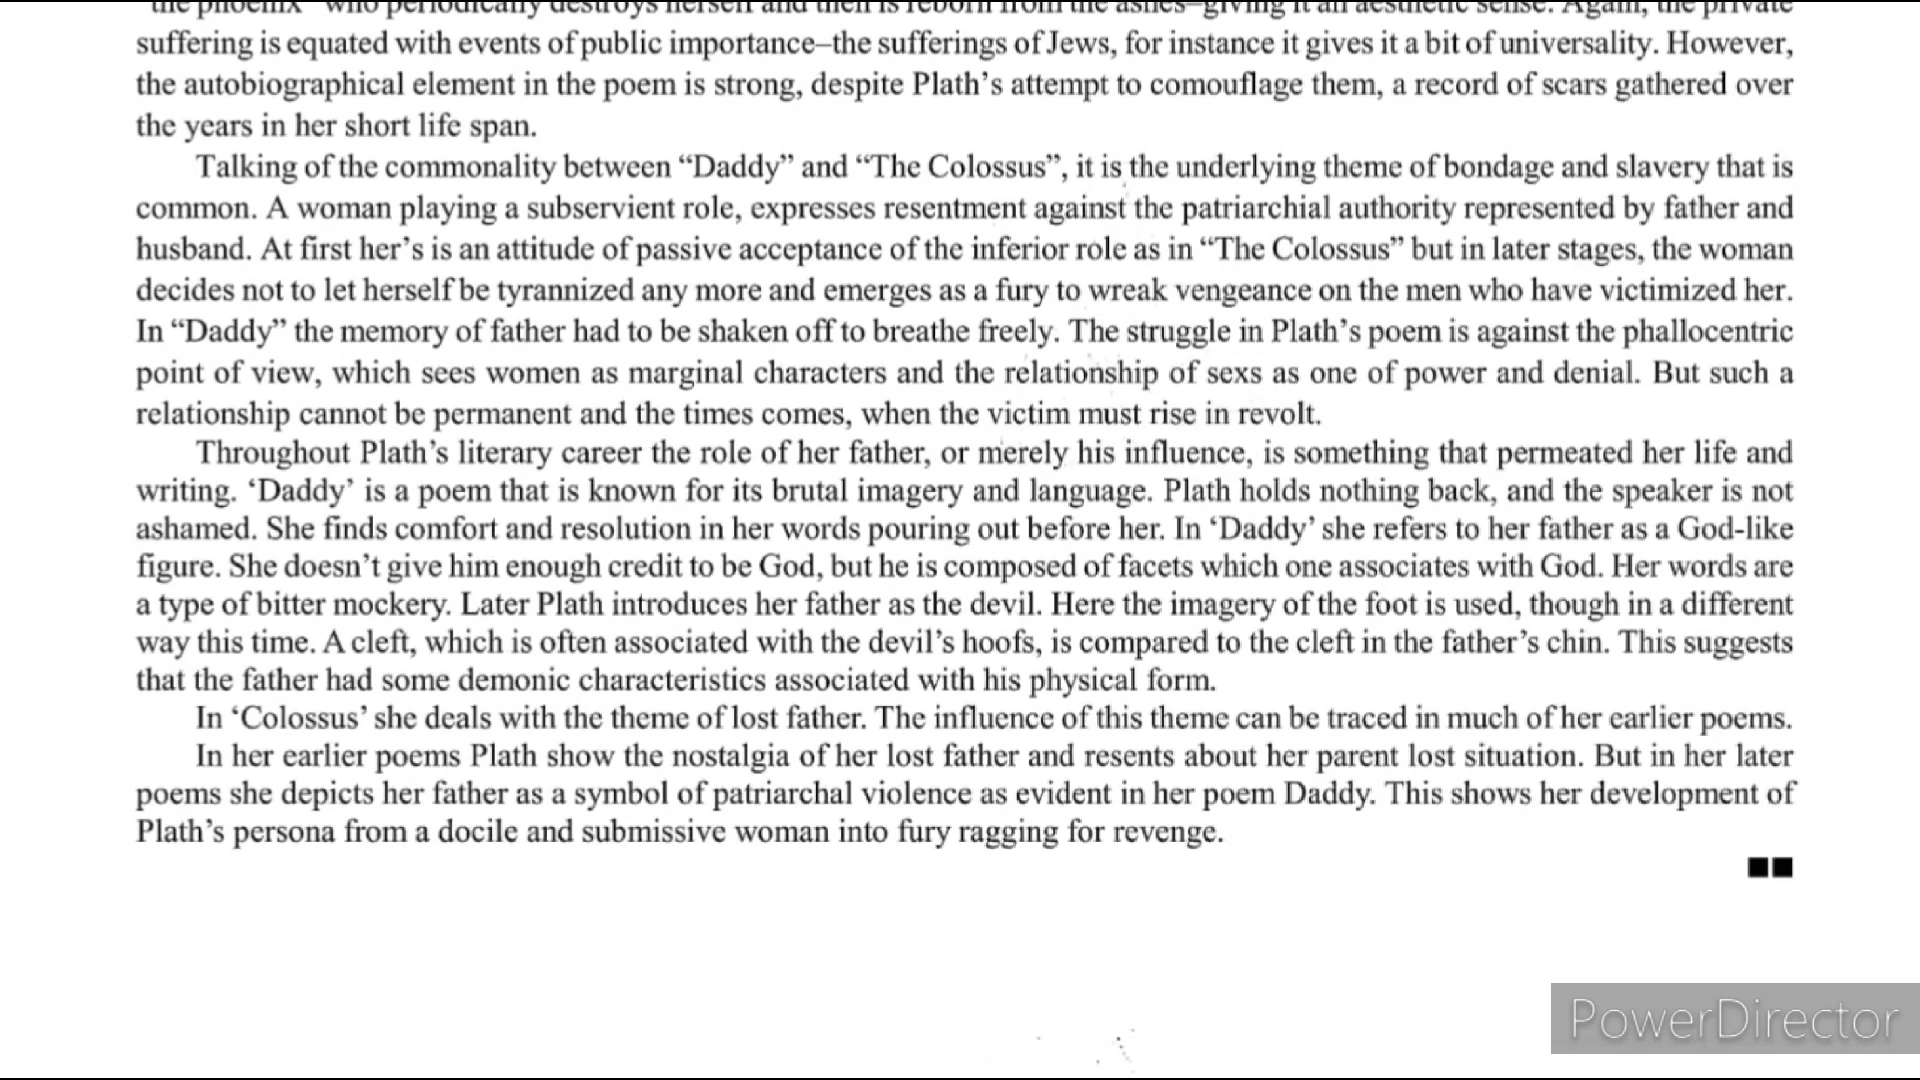 the phoenix" who periodically destroys herself and then is reborn from the ashes–giving it an aesthetic sense. Again, the private
suffering is equated with events of public importance–the sufferings of Jews, for instance it gives it a bit of universality. However,
the autobiographical element in the poem is strong, despite Plath's attempt to comouflage them, a record of scars gathered over
the years in her short life span.
Talking of the commonality between “Daddy” and “The Colossus”, it is the underlying theme of bondage and slavery that is
common. A woman playing a subservient role, expresses resentment against the patriarchial authority represented by father and
husband. At first her’s is an attitude of passive acceptance of the inferior role as in “The Colossus” but in later stages, the woman
decides not to let herself be tyrannized any more and emerges as a fury to wreak vengeance on the men who have victimized her.
In “Daddy” the memory of father had to be shaken off to breathe freely. The struggle in Plath’s poem is against the phallocentric
point of view, which sees women as marginal characters and the relationship of sexs as one of power and denial. But such a
relationship cannot be permanent and the times comes, when the victim must rise in revolt.
Throughout Plath’s literary career the role of her father, or merely his influence, is something that permeated her life and
writing. ‘Daddy’ is a poem that is known for its brutal imagery and language. Plath holds nothing back, and the speaker is not
ashamed. She finds comfort and resolution in her words pouring out before her. In ‘Daddy’ she refers to her father as a God-like
figure. She doesn’t give him enough credit to be God, but he is composed of facets which one associates with God. Her words are
a type of bitter mockery. Later Plath introduces her father as the devil. Here the imagery of the foot is used, though in a different
way this time. A cleft, which is often associated with the devil’s hoofs, is compared to the cleft in the father’s chin. This suggests
that the father had some demonic characteristics associated with his physical form.
In ‘Colossus’ she deals with the theme of lost father. The influence of this theme can be traced in much of her earlier poems.
In her earlier poems Plath show the nostalgia of her lost father and resents about her parent lost situation. But in her later
poems she depicts her father as a symbol of patriarchal violence as evident in her poem Daddy. This shows her development of
Plath’s persona from a docile and submissive woman into fury ragging for revenge.
PowerDirector